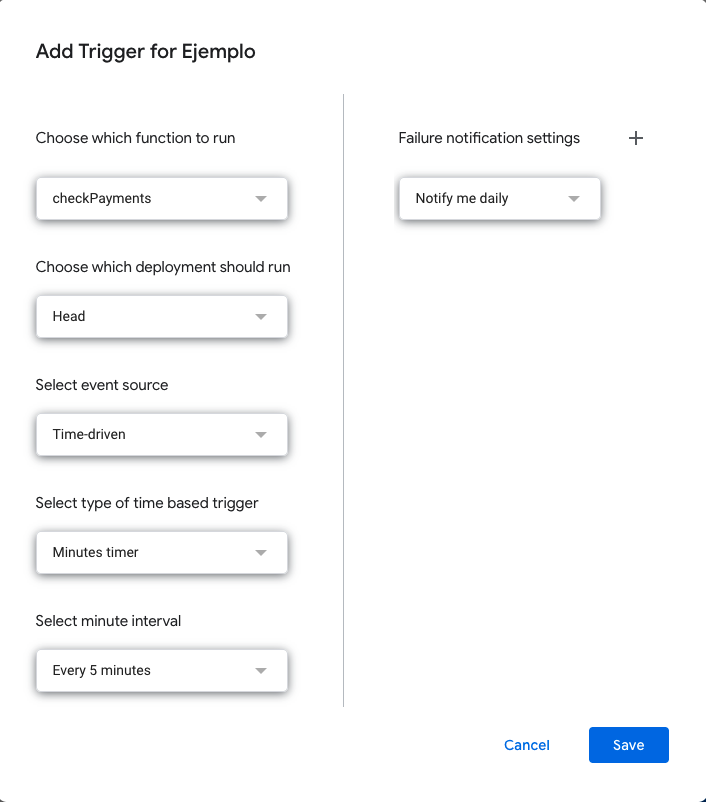 Add Trigger for Ejemplo
Choose which function to run
checkPayments
Choose which deployment should run
Head
Select event source
Time-driven
Select type of time based trigger
Minutes timer
Select minute interval
Every 5 minutes
Failure notification settings
Notify me daily
Cancel
Save